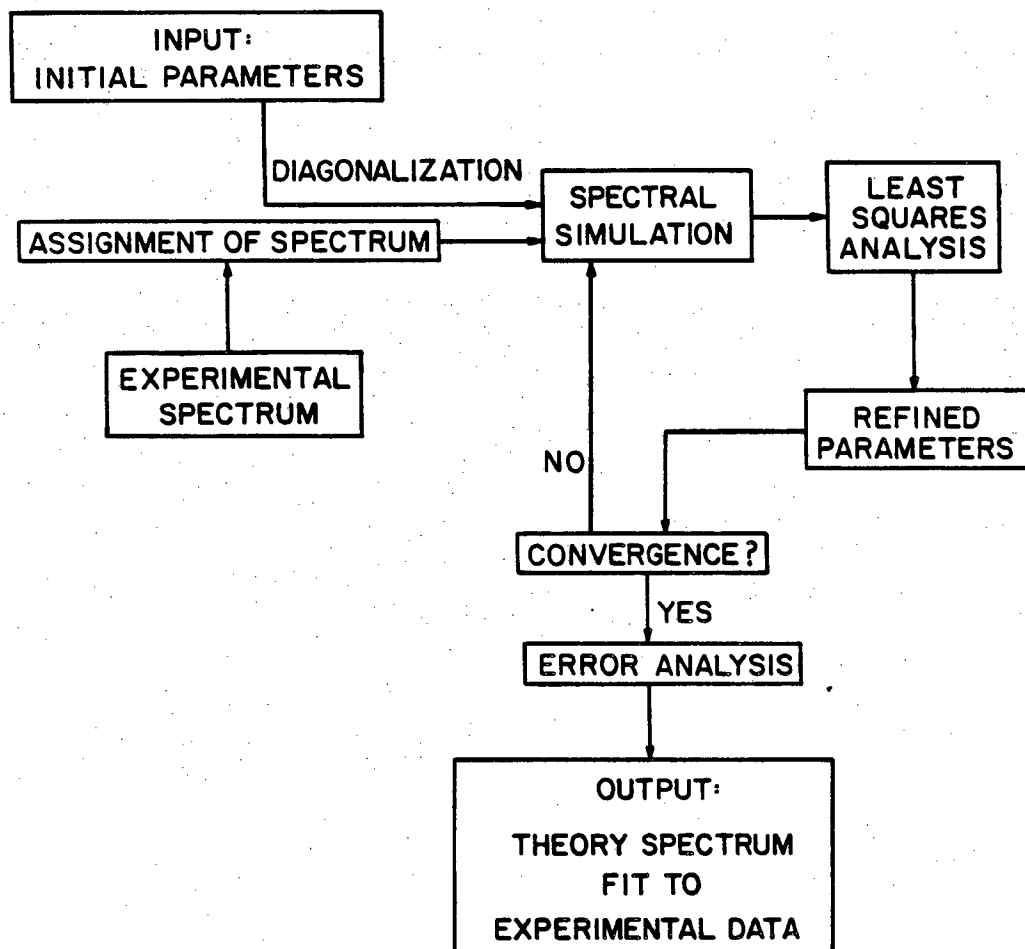 INPUT:
INITIAL PARAMETERS
DIAGONALIZATION
ASSIGNMENT OF SPECTRUM
EXPERIMENTAL
SPECTRUM
SPECTRAL
SIMULATION
LEAST
SQUARES
ANALYSIS
REFINED
PARAMETERS
NO
CONVERGENCE?
YES
ERROR ANALYSIS
OUTPUT:
THEORY SPECTRUM
FIT TO
EXPERIMENTAL DATA